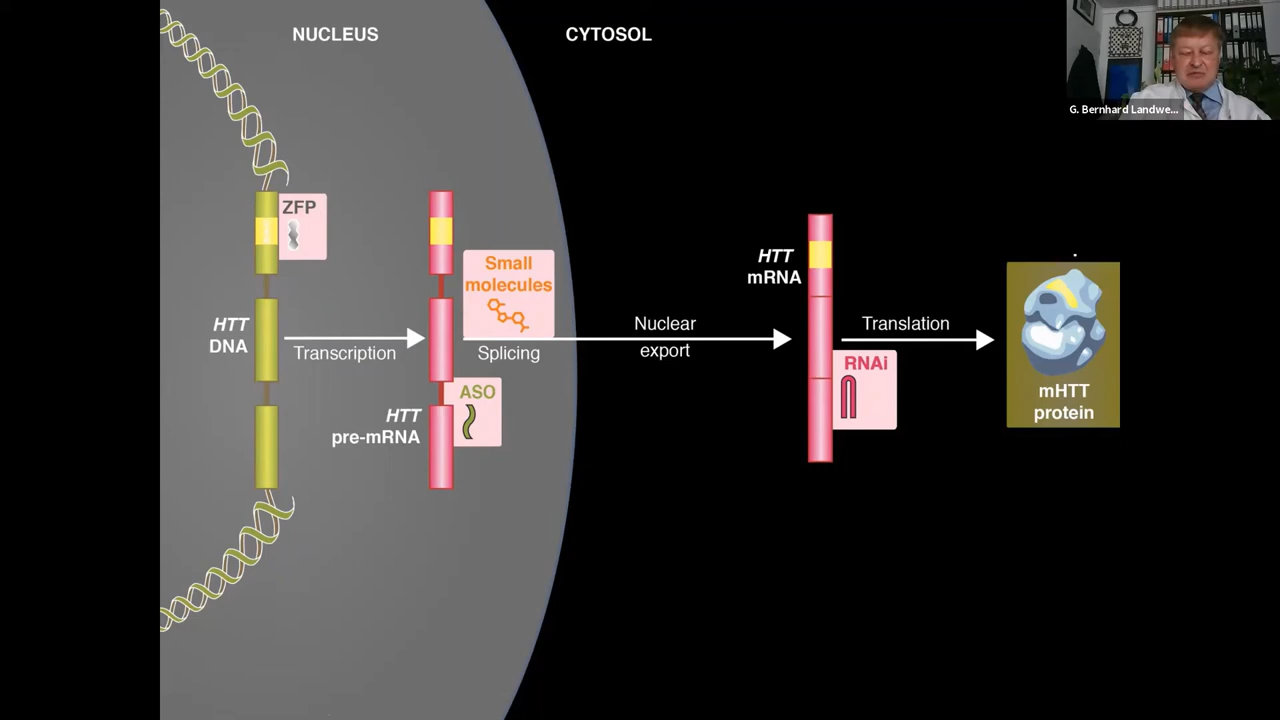 NUCLEUS
CYTOSOL
G. Bernhard Landwe...
ZFP
Small
molecules
HTT
DNA
Transcription
Splicing
Nuclear
export
HTT
mRNA
Translation
RNAi
ASO
HTT
pre-mRNA
mHTT
protein